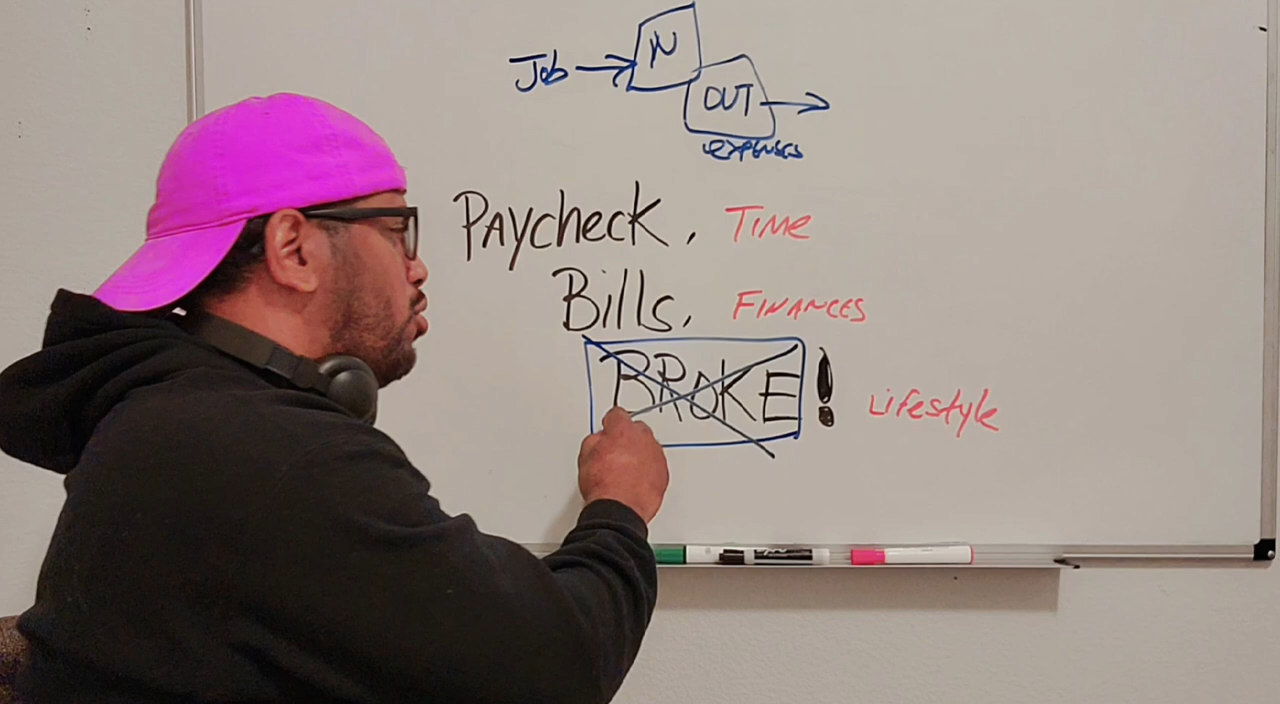 Job → IN
OUT →
expenses
Paycheck, Time
Bills, Finances
BROKE! Lifestyle